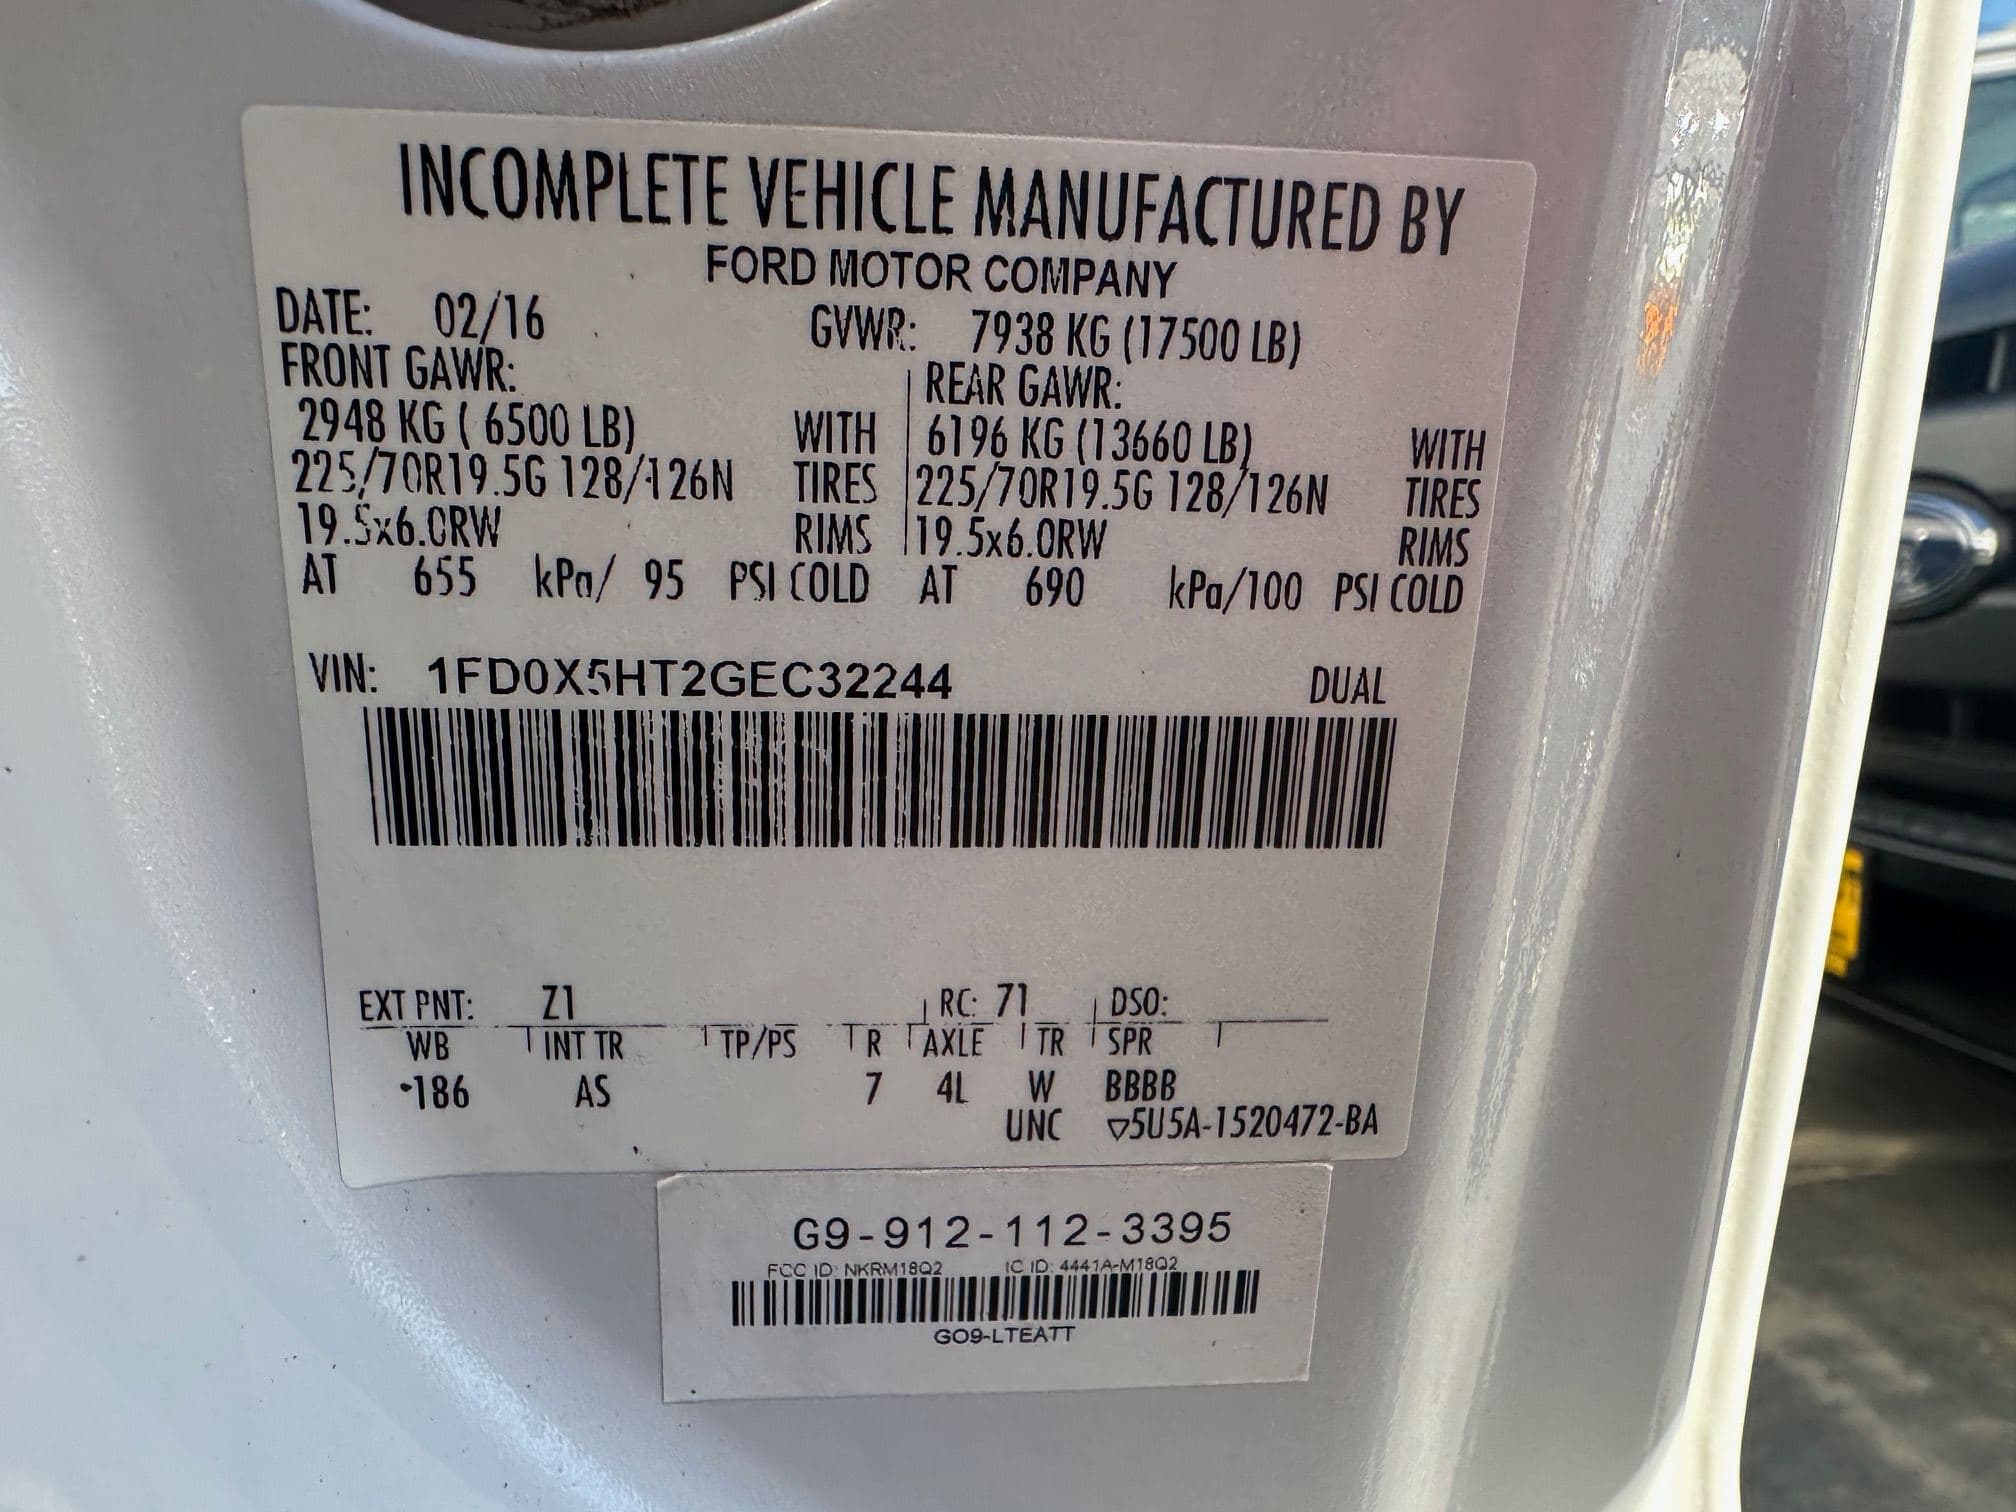 INCOMPLETE VEHICLE MANUFACTURED BY
FORD MOTOR COMPANY
DATE: 02/16 GVWR: 7938 KG (17500 LB)
FRONT GAWR: REAR GAWR:
2948 KG ( 6500 LB) WITH 6196 KG (13660 LB) WITH
225/70R19.5G 128/126N TIRES 225/70R19.5G 128/126N TIRES
19.5x6.0RW RIMS 19.5x6.0RW RIMS
AT 655 kPa/ 95 PSI COLD AT 690 kPa/100 PSI COLD
VIN: 1FD0X5HT2GEC32244 DUAL
EXT PNT: Z1 RC: 71 DSO:
WB INT TR TP/PS R AXLE TR SPR
186 AS 7 4L W BBBB
UNC ▽5U5A-1520472-BA
G9-912-112-3395
FCC ID: NKRM18Q2 IC ID: 4441A-M18Q2
GO9-LTEATT